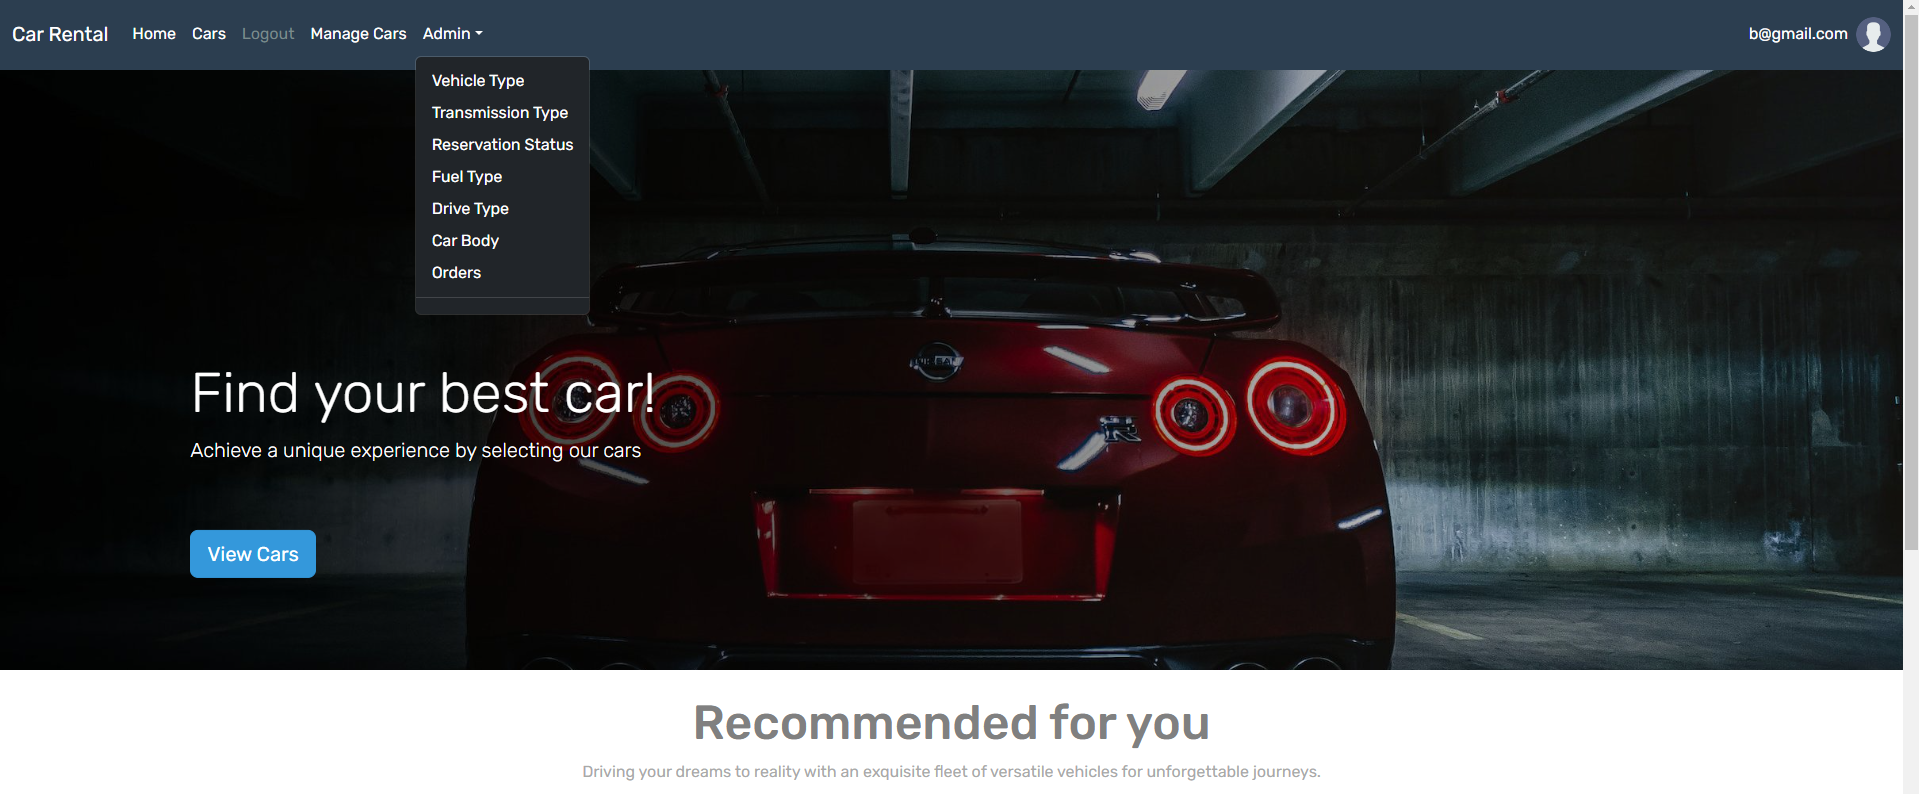 Car Rental Home Cars Logout Manage Cars Admin b@gmail.com
Vehicle Type
Transmission Type
Reservation Status
Fuel Type
Drive Type
Car Body
Orders
Find your best car!
Achieve a unique experience by selecting our cars
View Cars
Recommended for you
Driving your dreams to reality with an exquisite fleet of versatile vehicles for unforgettable journeys.